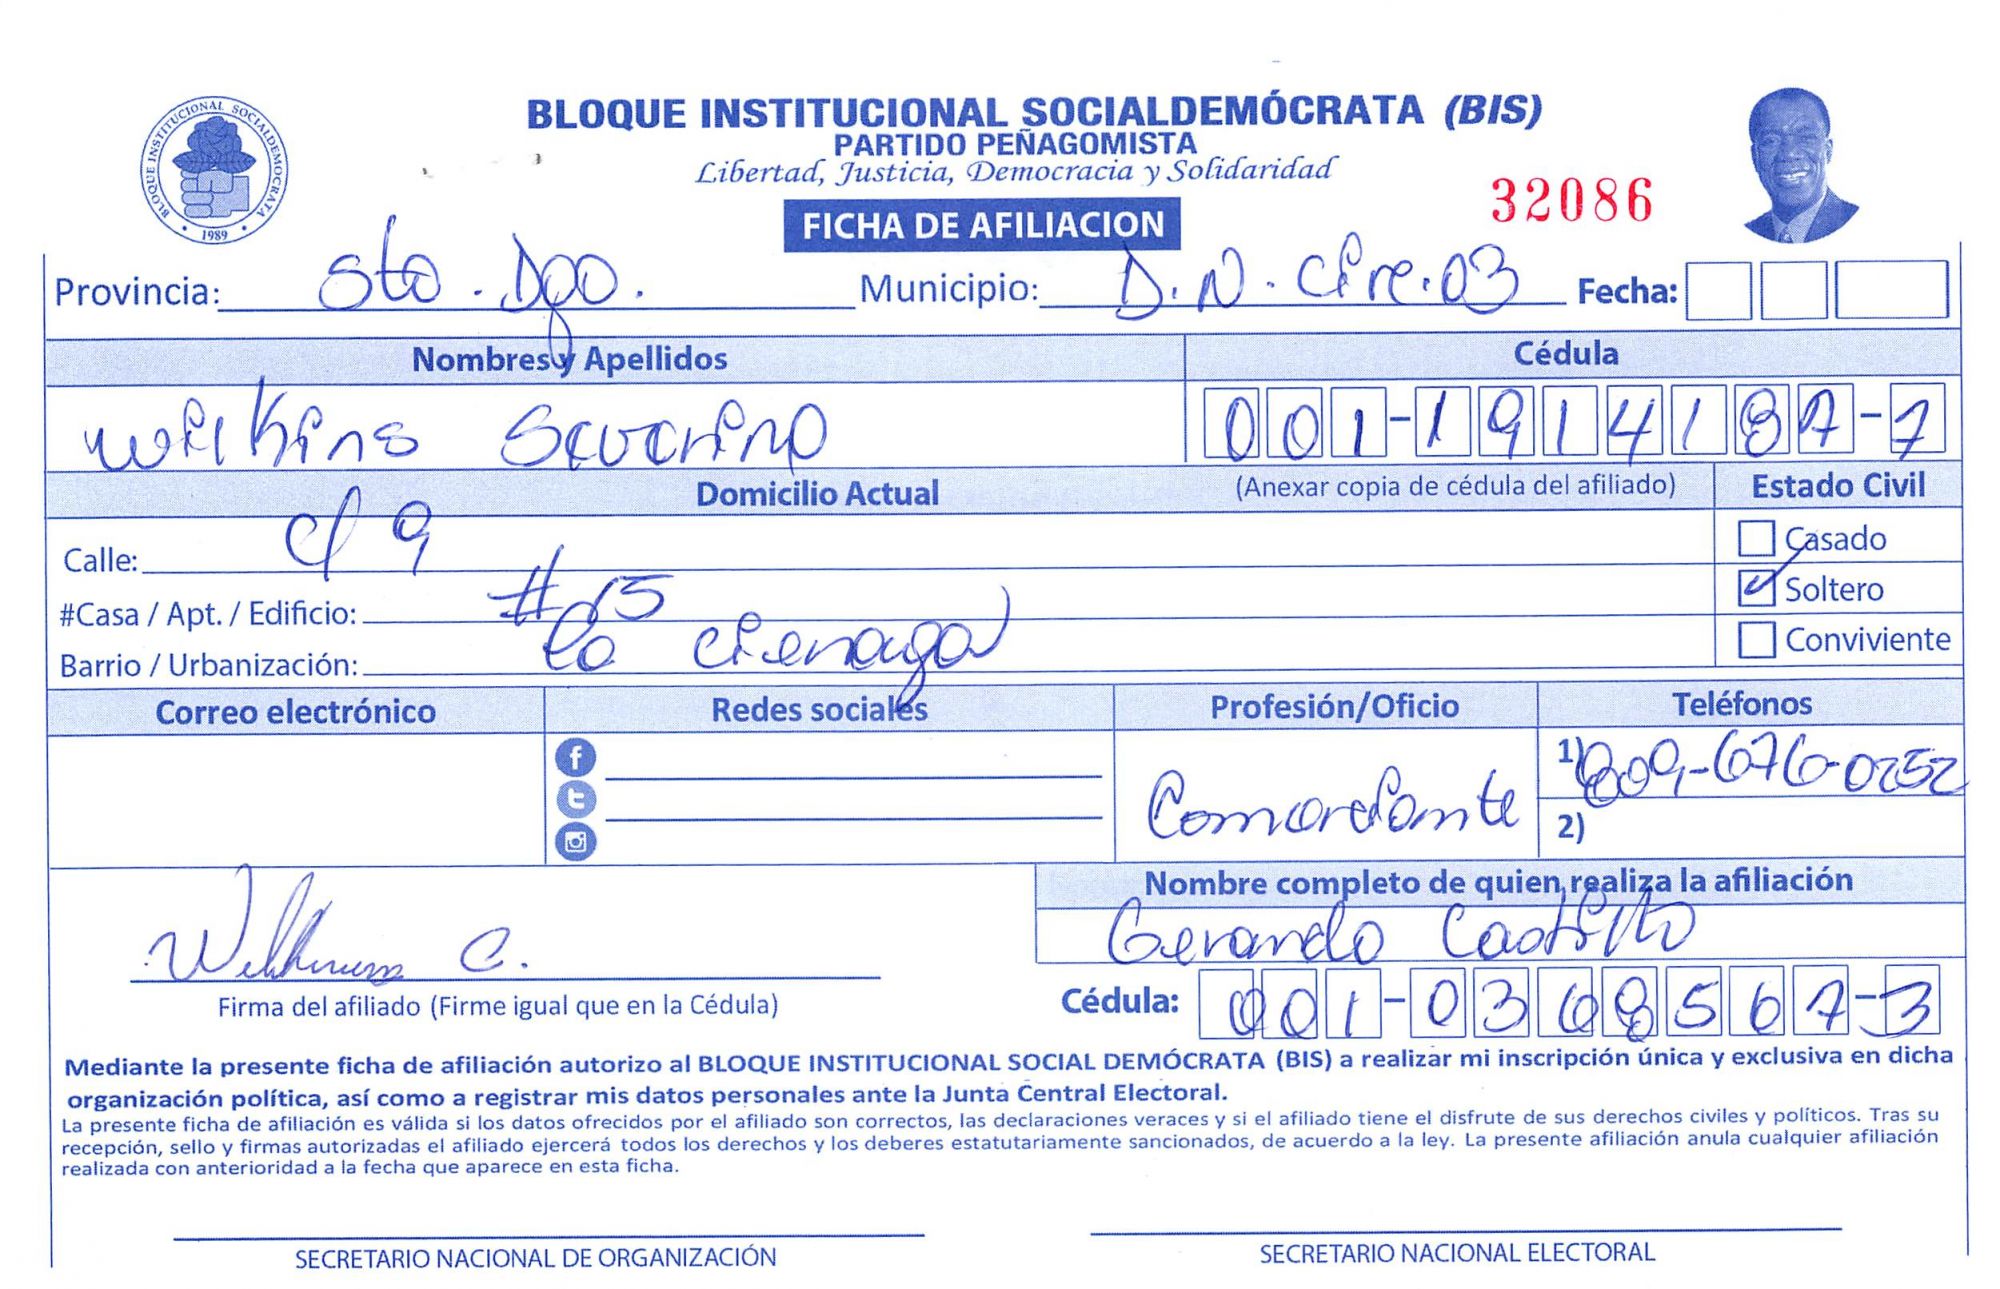 BLOQUE INSTITUCIONAL SOCIALDEMOCRATA
1989
BLOQUE INSTITUCIONAL SOCIALDEMÓCRATA (BIS)
PARTIDO PEÑAGOMISTA
Libertad, Justicia, Democracia y Solidaridad
32086
FICHA DE AFILIACION
Provincia: Sto. Dgo. Municipio: D.N. Circ. 03 Fecha:
Nombres y Apellidos Cédula
Wilkins Severino 001-1914187-7
Domicilio Actual (Anexar copia de cédula del afiliado) Estado Civil
Calle: c/ 9 Casado
#Casa / Apt. / Edificio: # 15 Soltero
Barrio / Urbanización: La Cienaga Conviviente
Correo electrónico Redes sociales Profesión/Oficio Teléfonos
1) 809-676-0252
Comerciante 2)
Nombre completo de quien realiza la afiliación
Gerardo Castillo
C.
Firma del afiliado (Firme igual que en la Cédula) Cédula: 001-0368567-3
Mediante la presente ficha de afiliación autorizo al BLOQUE INSTITUCIONAL SOCIAL DEMÓCRATA (BIS) a realizar mi inscripción única y exclusiva en dicha
organización política, así como a registrar mis datos personales ante la Junta Central Electoral.
La presente ficha de afiliación es válida si los datos ofrecidos por el afiliado son correctos, las declaraciones veraces y si el afiliado tiene el disfrute de sus derechos civiles y políticos. Tras su
recepción, sello y firmas autorizadas el afiliado ejercerá todos los derechos y los deberes estatutariamente sancionados, de acuerdo a la ley. La presente afiliación anula cualquier afiliación
realizada con anterioridad a la fecha que aparece en esta ficha.
SECRETARIO NACIONAL DE ORGANIZACIÓN SECRETARIO NACIONAL ELECTORAL